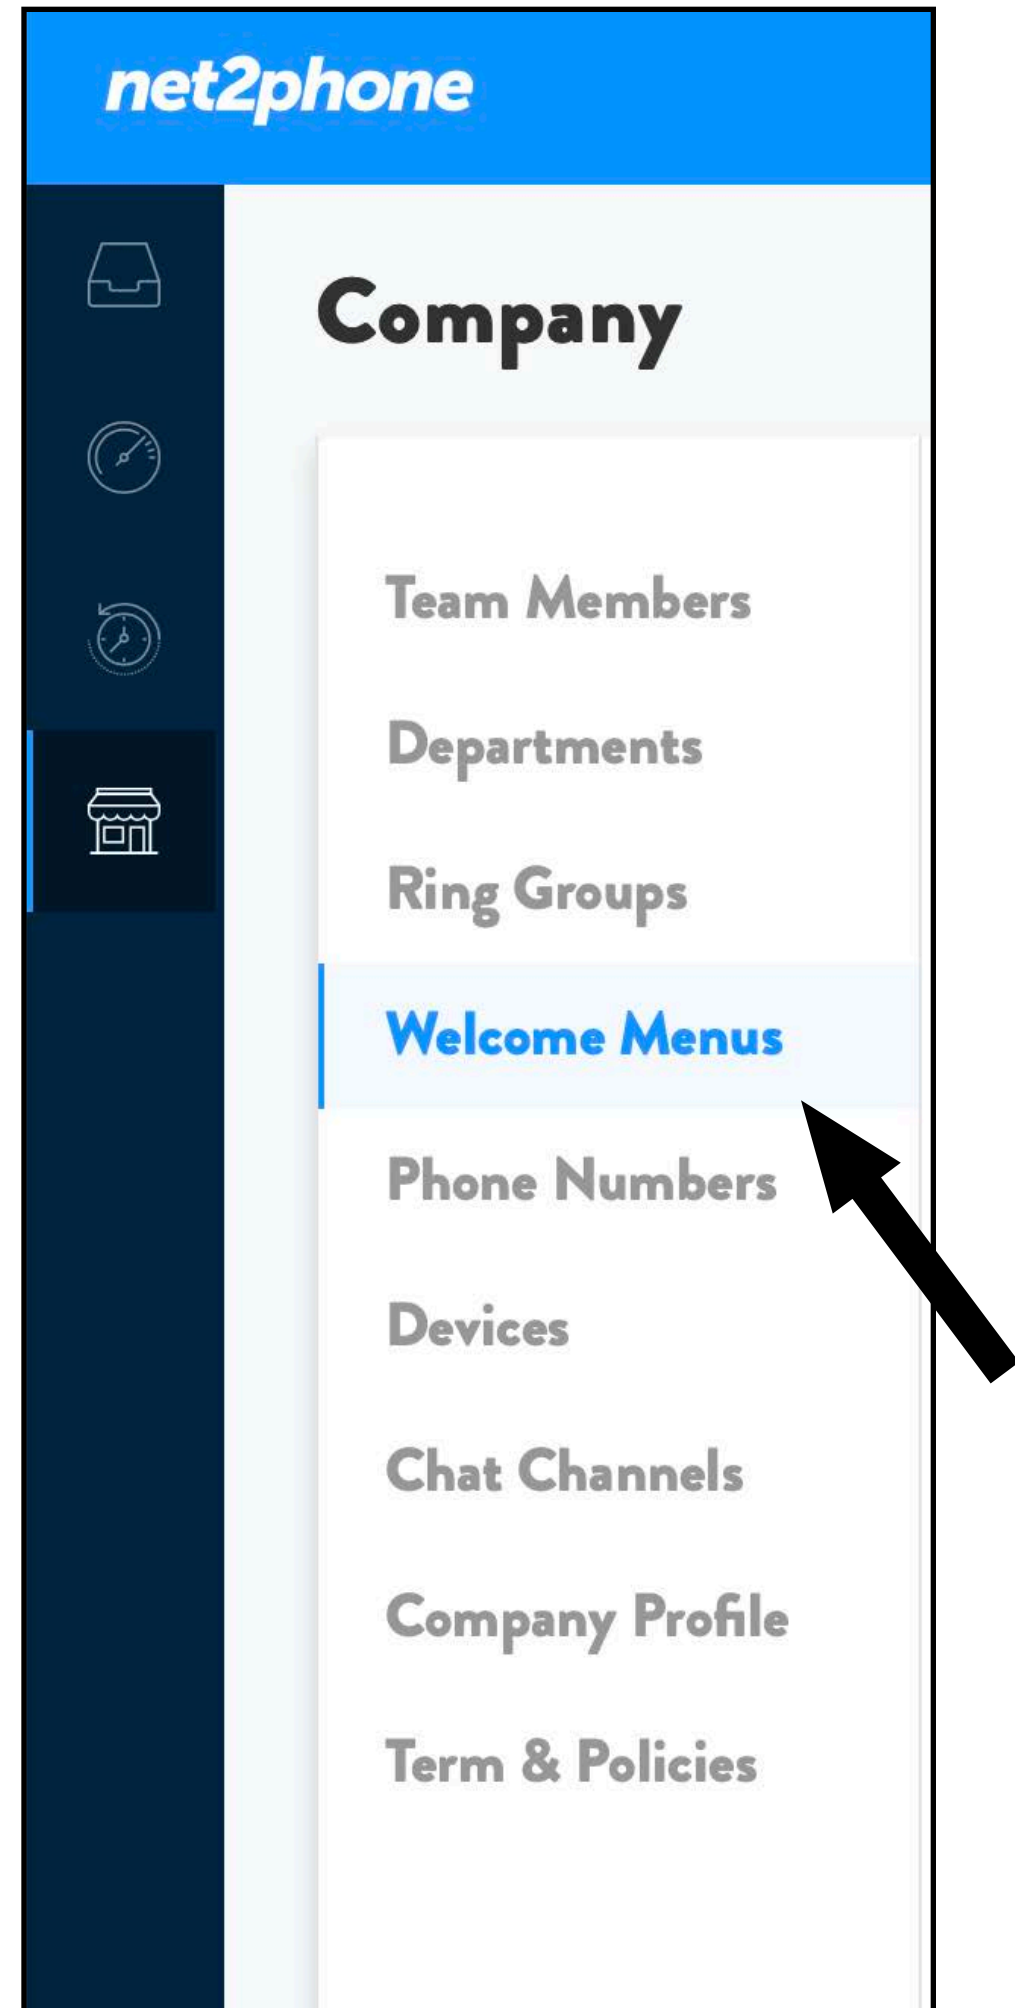 net2phone
Company
Team Members
Departments
Ring Groups
Welcome Menus
Phone Numbers
Devices
Chat Channels
Company Profile
Term & Policies